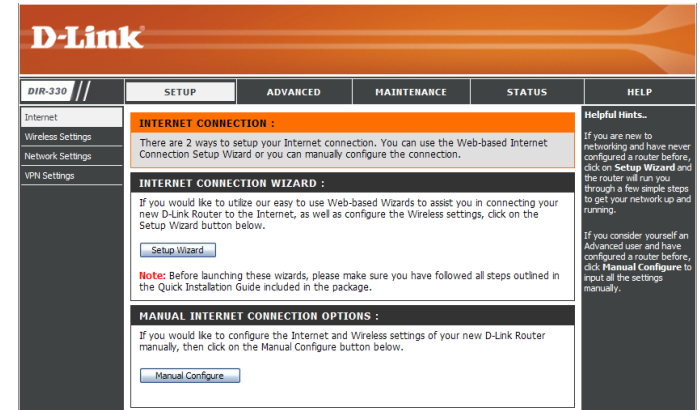 D-Link
DIR-330
SETUP
ADVANCED
MAINTENANCE
STATUS
HELP
Internet
Wireless Settings
Network Settings
VPN Settings
INTERNET CONNECTION :
There are 2 ways to setup your Internet connection. You can use the Web-based Internet
Connection Setup Wizard or you can manually configure the connection.
INTERNET CONNECTION WIZARD :
If you would like to utilize our easy to use Web-based Wizards to assist you in connecting your
new D-Link Router to the Internet, as well as configure the Wireless settings, click on the
Setup Wizard button below.
Setup Wizard
Note: Before launching these wizards, please make sure you have followed all steps outlined in
the Quick Installation Guide included in the package.
MANUAL INTERNET CONNECTION OPTIONS :
If you would like to configure the Internet and Wireless settings of your new D-Link Router
manually, then click on the Manual Configure button below.
Manual Configure
Helpful Hints..
If you are new to
networking and have never
configured a router before,
click on Setup Wizard and
the router will run you
through a few simple steps
to get your network up and
running.
If you consider yourself an
Advanced user and have
configured a router before,
click Manual Configure to
input all the settings
manually.